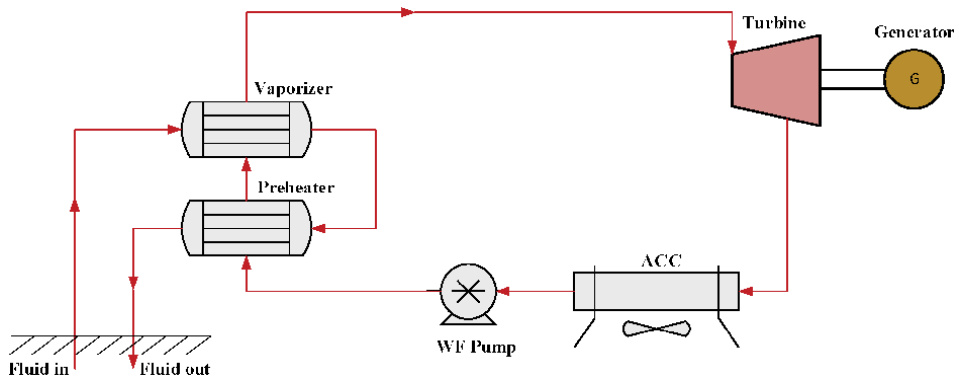 Turbine
Generator
G
Vaporizer
Preheater
ACC
WF Pump
Fluid in
Fluid out